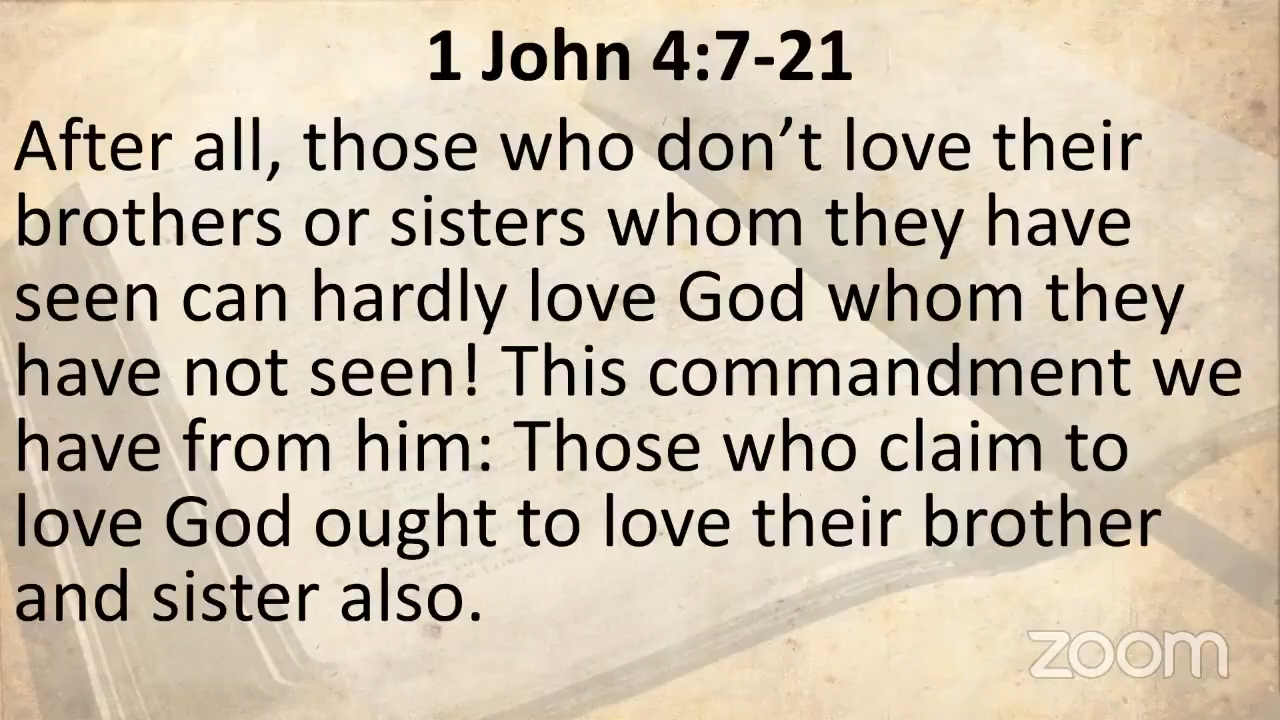 1 John 4:7-21
After all, those who don’t love their
brothers or sisters whom they have
seen can hardly love God whom they
have not seen! This commandment we
have from him: Those who claim to
love God ought to love their brother
and sister also.
zoom